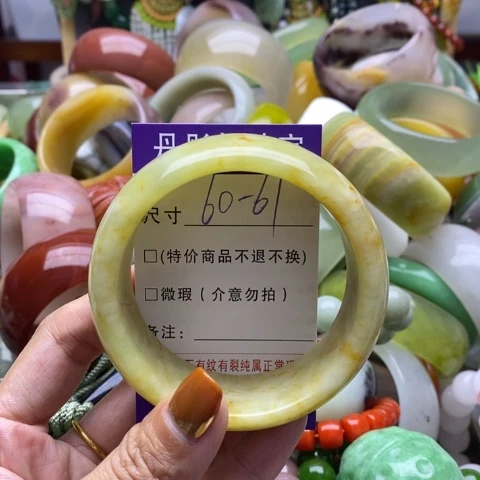 尺寸 60-61
□(特价商品不退不换)
□微瑕(介意勿拍)
备注:
有纹有裂纯属正常